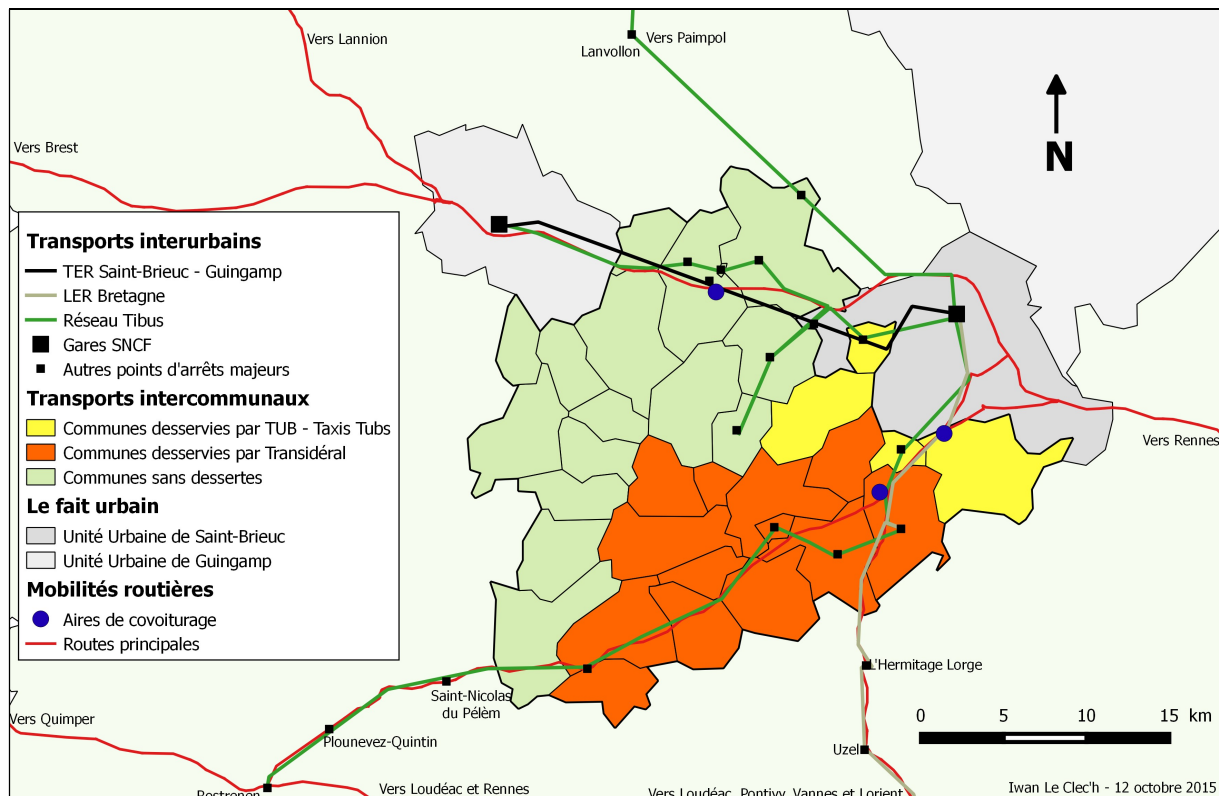 Vers Lannion
Lanvollon
Vers Paimpol
Vers Brest
N
Transports interurbains
TER Saint-Brieuc - Guingamp
LER Bretagne
Réseau Tibus
Gares SNCF
Autres points d'arrêts majeurs
Transports intercommunaux
Communes desservies par TUB - Taxis Tubs
Communes desservies par Transidéral
Communes sans dessertes
Le fait urbain
Unité Urbaine de Saint-Brieuc
Unité Urbaine de Guingamp
Mobilités routières
Aires de covoiturage
Routes principales
Vers Rennes
L'Hermitage Lorge
Saint-Nicolas
du Pélèm
Vers Quimper
Plounevez-Quintin
0 5 10 15 km
Uzel
Rostrenen
Vers Loudéac et Rennes
Vers Loudéac, Pontivy, Vannes et Lorient
Iwan Le Clec'h - 12 octobre 2015